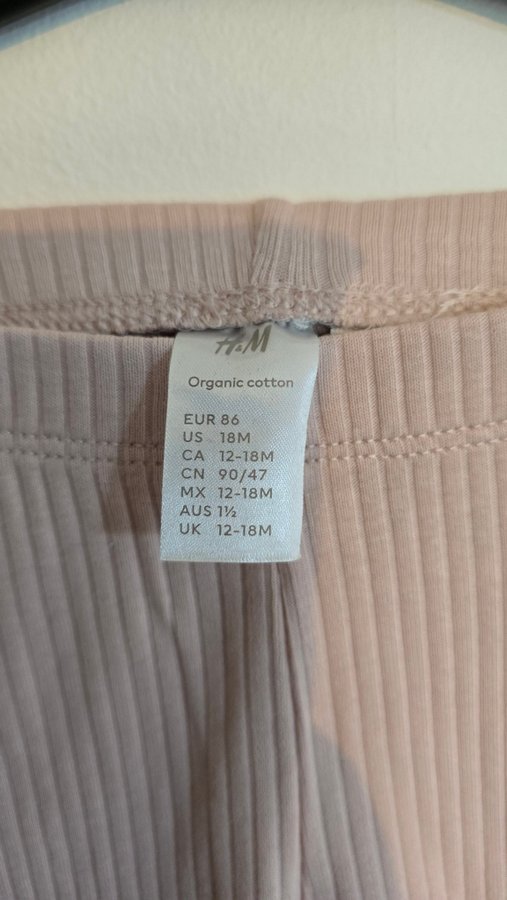 H&M
Organic cotton
EUR 86
US 18M
CA 12-18M
CN 90/47
MX 12-18M
AUS 1½
UK 12-18M